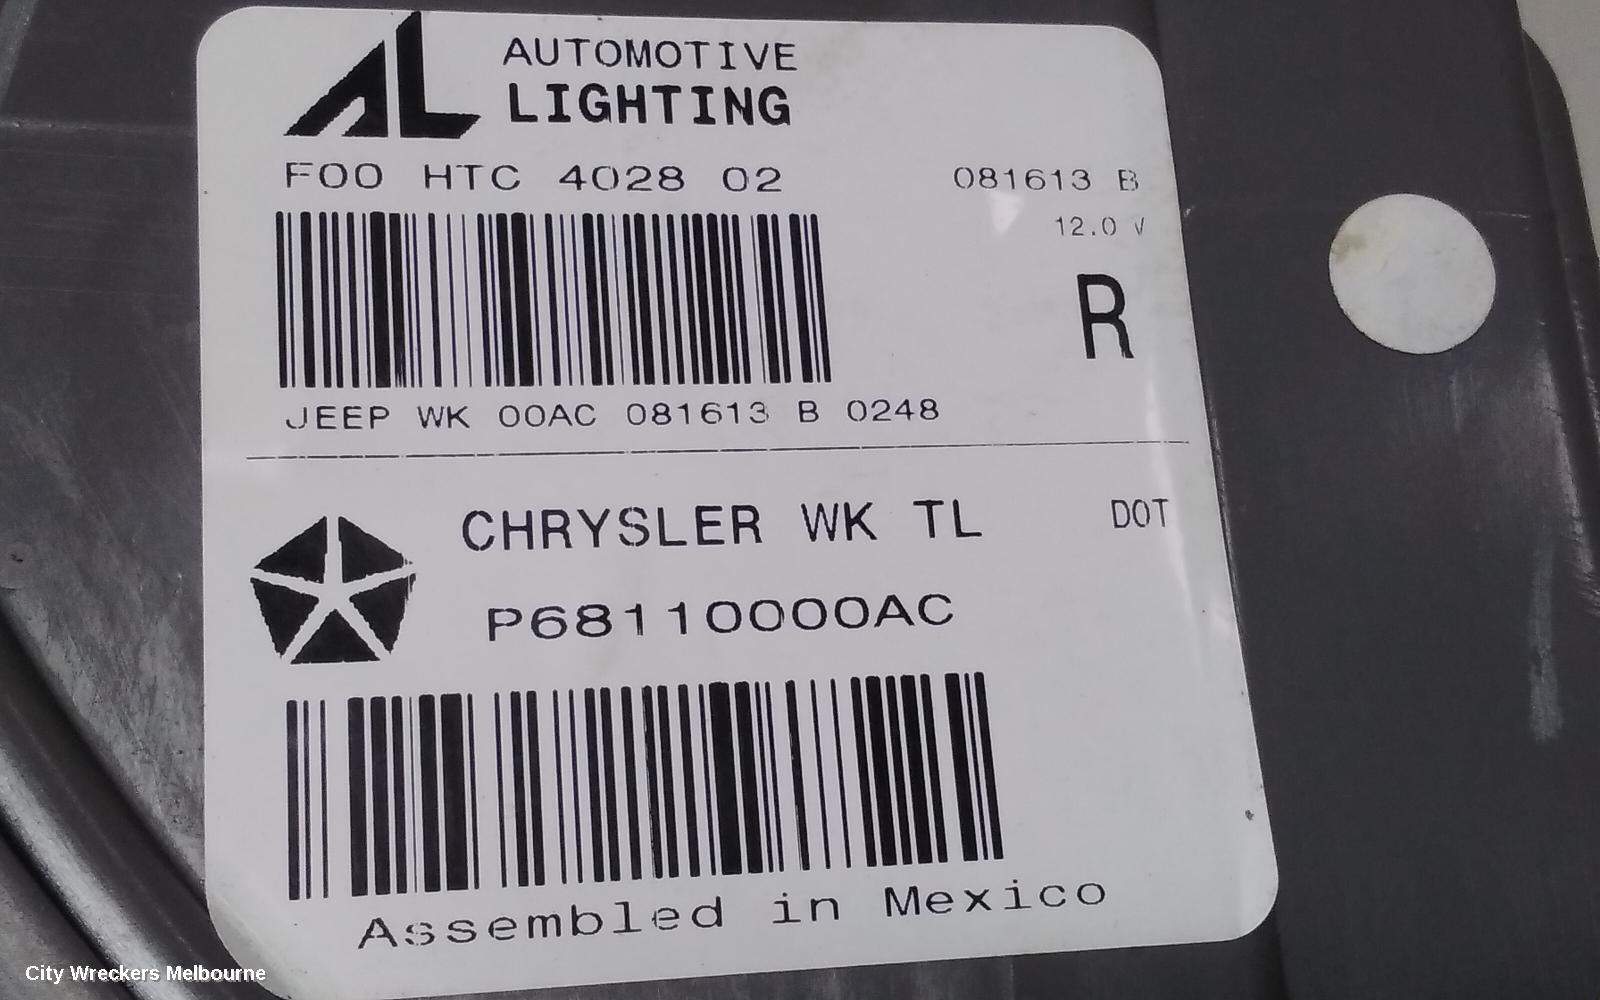 AL AUTOMOTIVE
LIGHTING
F00 HTC 4028 02
081613 B
12.0 V
R
JEEP WK 00AC 081613 B 0248
CHRYSLER WK TL
DOT
P68110000AC
Assembled in Mexico
City Wreckers Melbourne